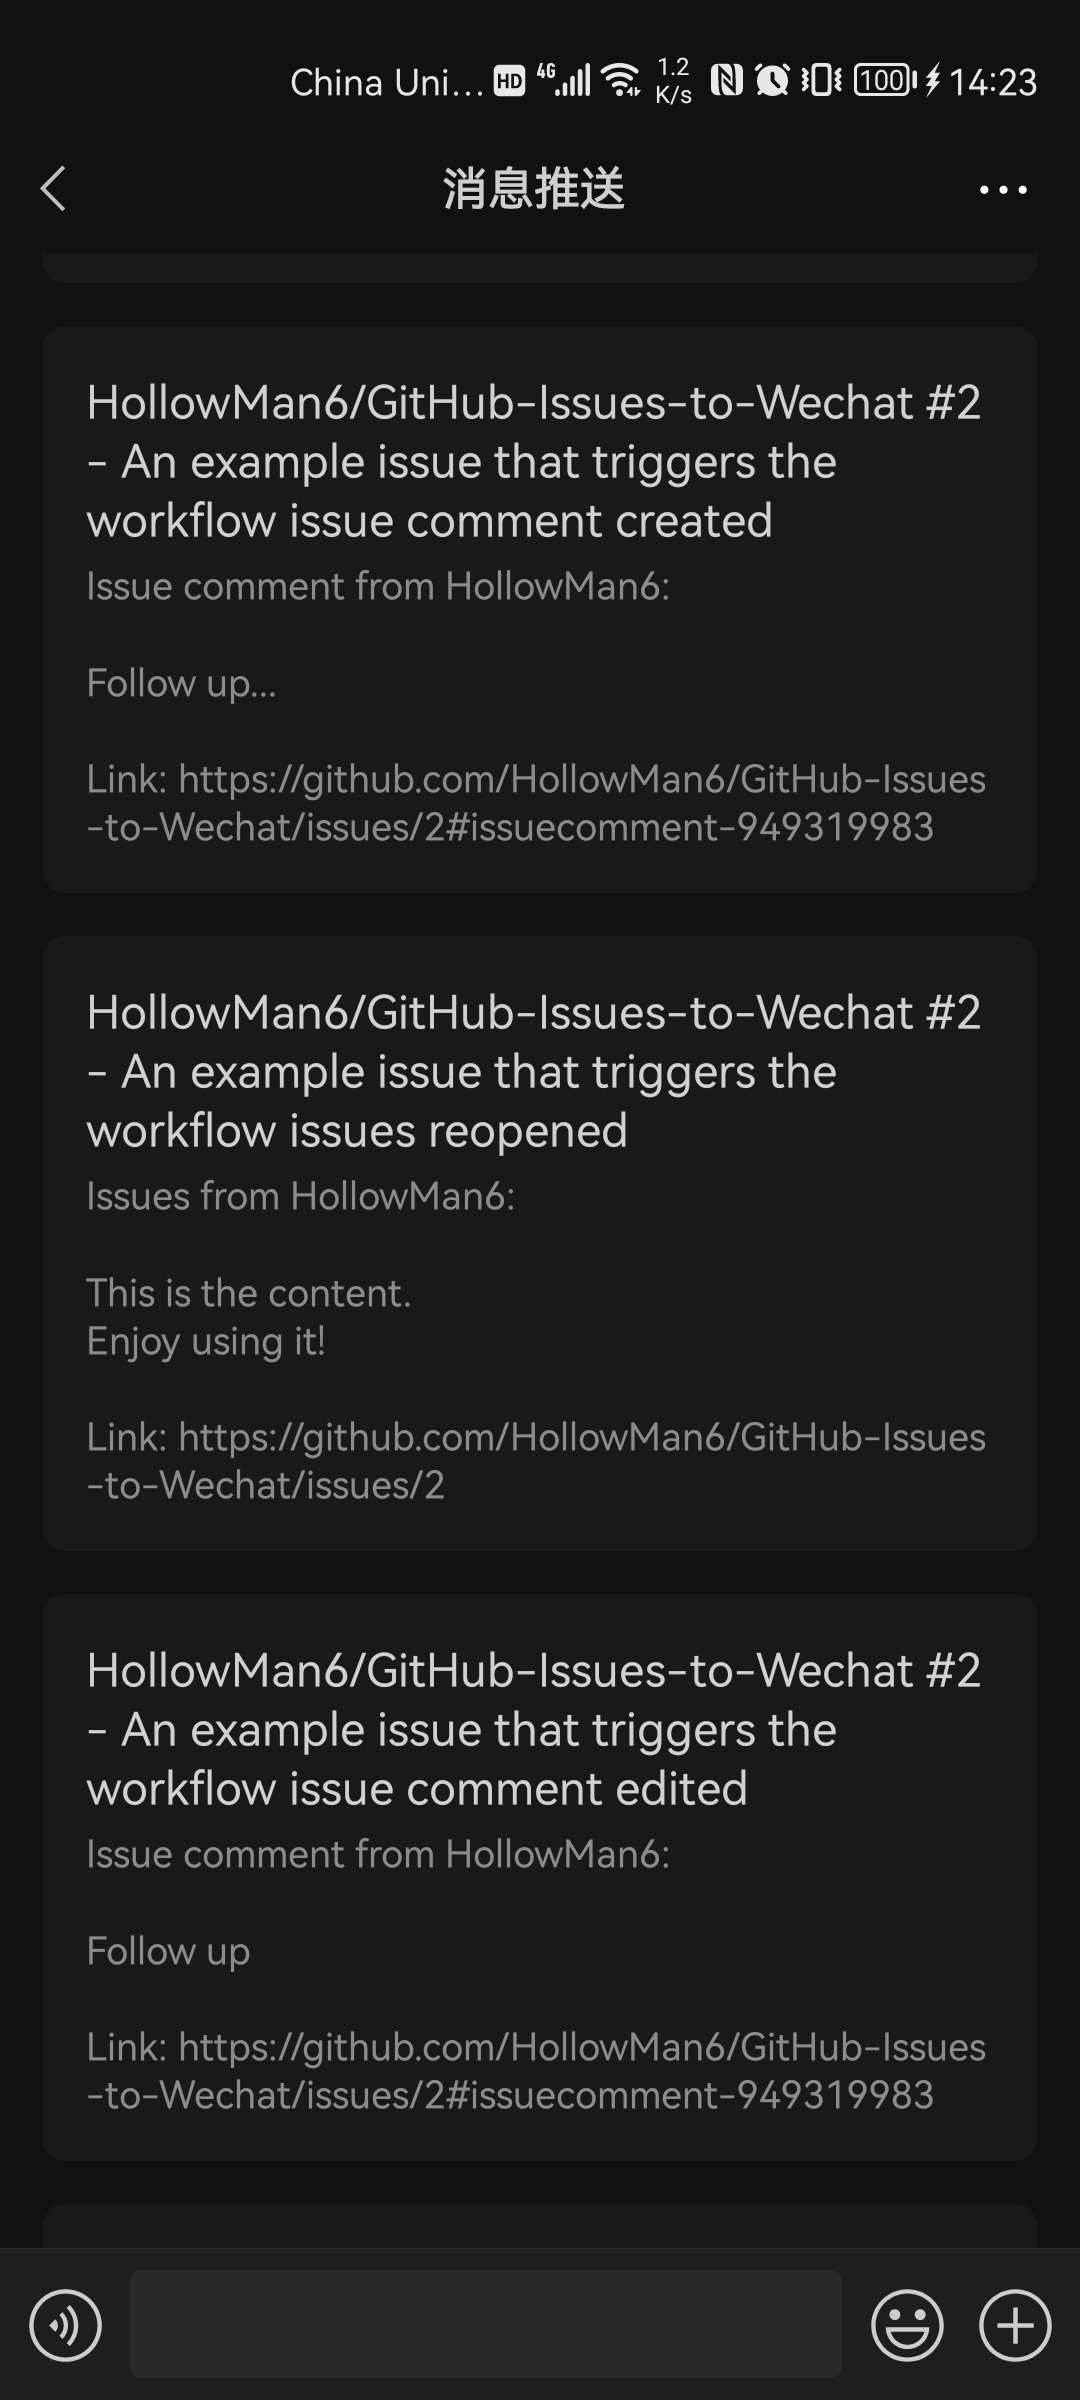 China Uni... HD 4G 1.2 K/s 100 14:23
消息推送
HollowMan6/GitHub-Issues-to-Wechat #2
- An example issue that triggers the
workflow issue comment created
Issue comment from HollowMan6:
Follow up...
Link: https://github.com/HollowMan6/GitHub-Issues
-to-Wechat/issues/2#issuecomment-949319983
HollowMan6/GitHub-Issues-to-Wechat #2
- An example issue that triggers the
workflow issues reopened
Issues from HollowMan6:
This is the content.
Enjoy using it!
Link: https://github.com/HollowMan6/GitHub-Issues
-to-Wechat/issues/2
HollowMan6/GitHub-Issues-to-Wechat #2
- An example issue that triggers the
workflow issue comment edited
Issue comment from HollowMan6:
Follow up
Link: https://github.com/HollowMan6/GitHub-Issues
-to-Wechat/issues/2#issuecomment-949319983